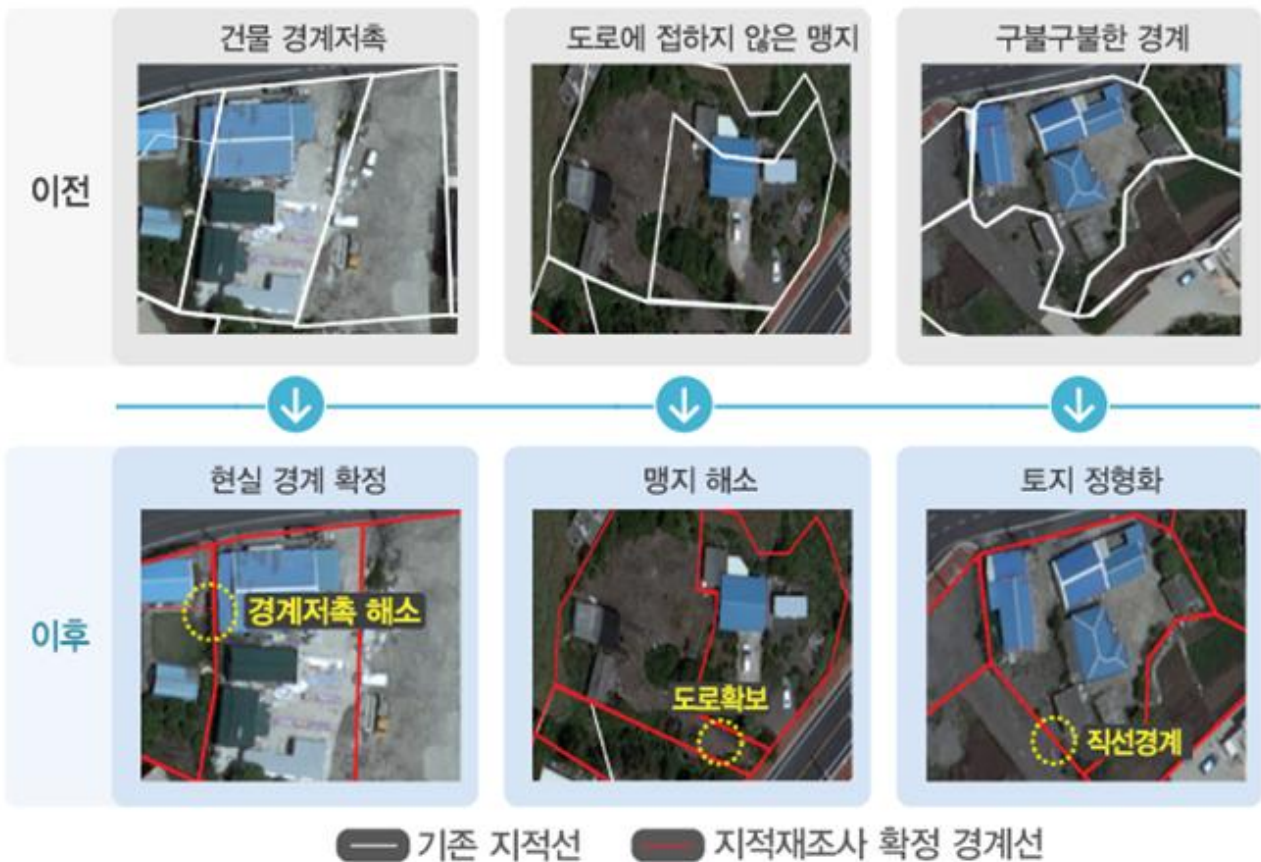 건물 경계저촉
도로에 접하지 않은 맹지
구불구불한 경계
이전
현실 경계 확정
맹지 해소
토지 정형화
이후
경계저촉 해소
도로확보
직선경계
기존 지적선
지적재조사 확정 경계선